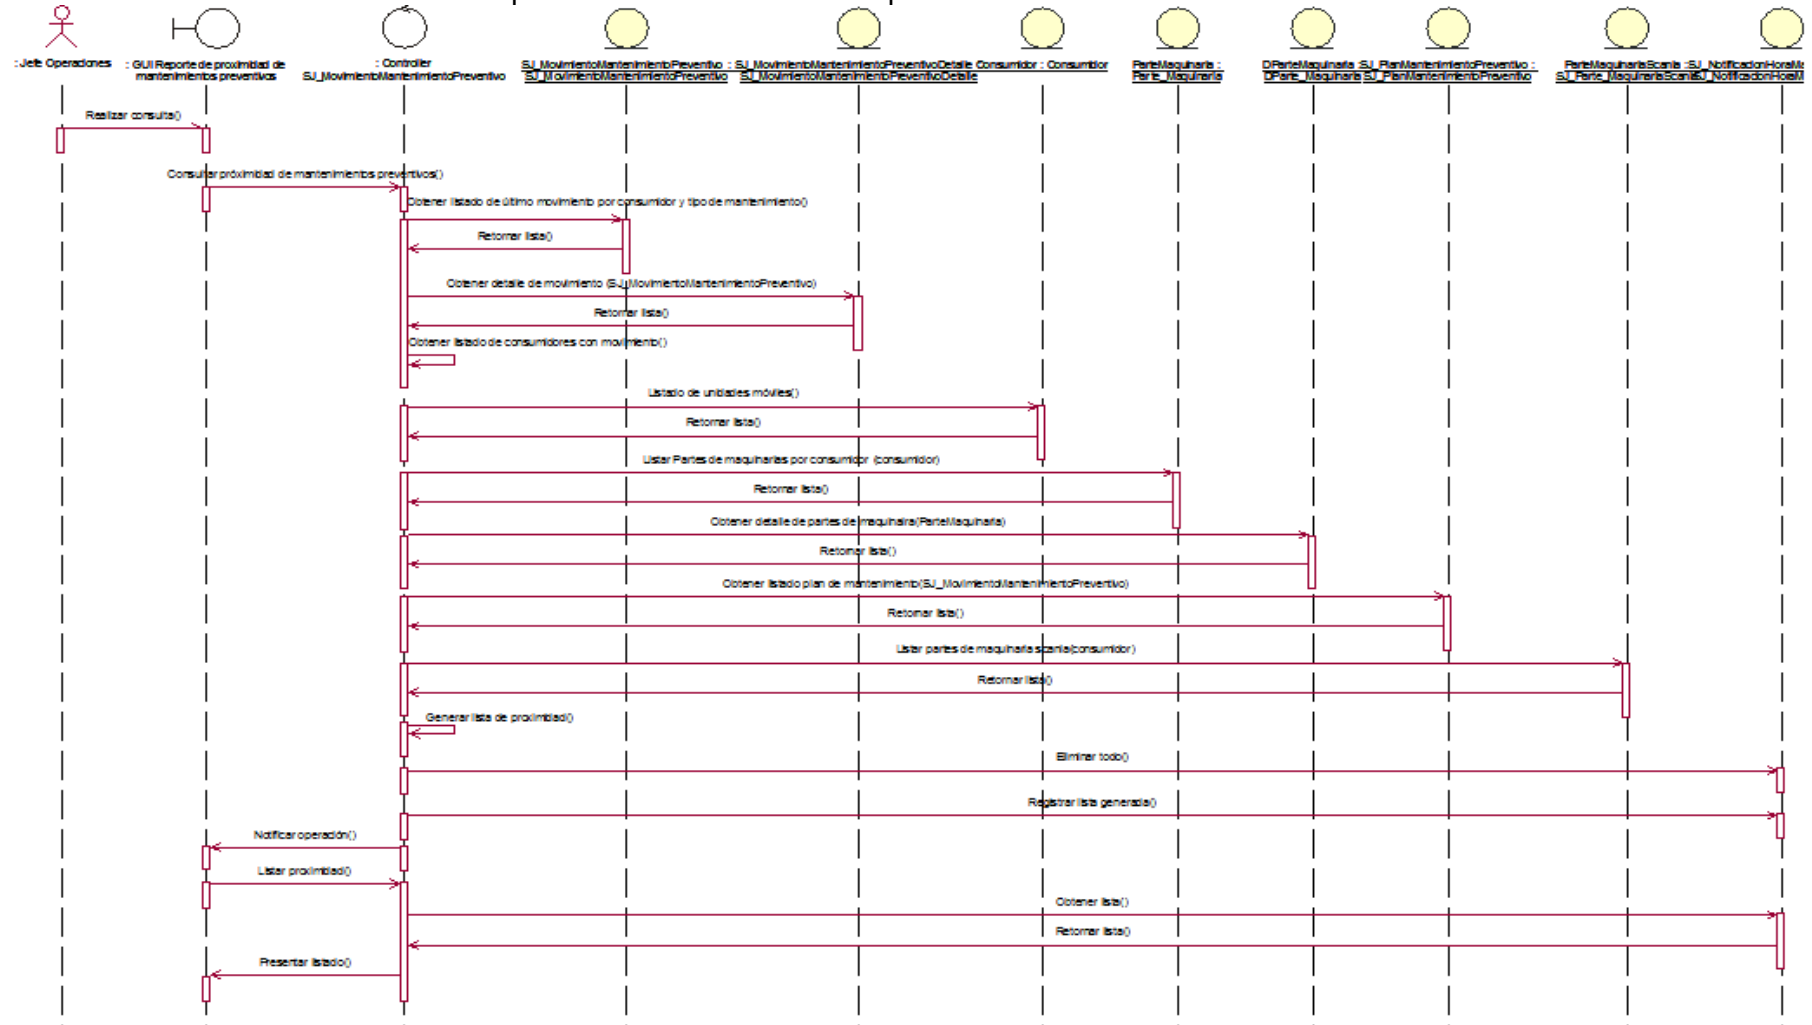 : Jefe Operaciones
: GUI Reporte de proximidad de
mantenimientos preventivos
: Controller
SJ_MovimientoMantenimientoPreventivo
SJ_MovimientoMantenimientoPreventivo :
SJ_MovimientoMantenimientoPreventivo
SJ_MovimientoMantenimientoPreventivoDetalle
SJ_MovimientoMantenimientoPreventivoDetalle
Consumidor : Consumidor
ParteMaquinaria :
Parte_Maquinaria
DParteMaquinaria :
DParte_Maquinaria
SJ_PlanMantenimientoPreventivo :
SJ_PlanMantenimientoPreventivo
ParteMaquinariaScania :
SJ_Parte_MaquinariaScania
SJ_NotificacionHoraMa
SJ_NotificacionHoraM
Realizar consulta()
Consultar próximidad de mantenimientos preventivos()
Obtener listado de último movimiento por consumidor y tipo de mantenimiento()
Retornar lista()
Obtener detalle de movimiento (SJ_MovimientoMantenimientoPreventivo)
Retornar lista()
Obtener listado de consumidores con movimiento()
Listado de unidades móviles()
Retornar lista()
Listar Partes de maquinarias por consumidor (consumidor)
Retornar lista()
Obtener detalle de partes de maquinaira(ParteMaquinaria)
Retornar lista()
Obtener listado plan de mantenimiento(SJ_MovimientoMantenimientoPreventivo)
Retornar lista()
Listar partes de maquinaria scania(consumidor)
Retornar lista()
Generar lista de proximidad()
Eliminar todo()
Registrar lista generada()
Notificar operación()
Listar proximidad()
Obtener lista()
Retornar lista()
Presentar listado()